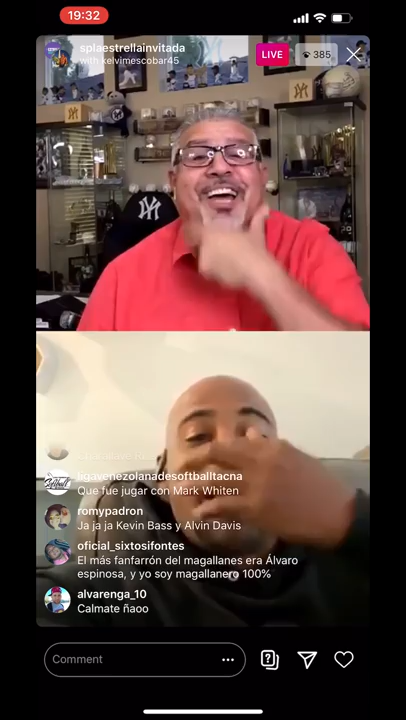 19:32
splaestrellainvitada
with kelvimescobar45
LIVE
385
NY
ligavenezolanadesoftballtacna
Que fue jugar con Mark Whiten
romypadron
Ja ja ja Kevin Bass y Alvin Davis
oficial_sixtosifontes
El más fanfarrón del magallanes era Álvaro
espinosa, y yo soy magallanero 100%
alvarenga_10
Calmate ñaoo
Comment